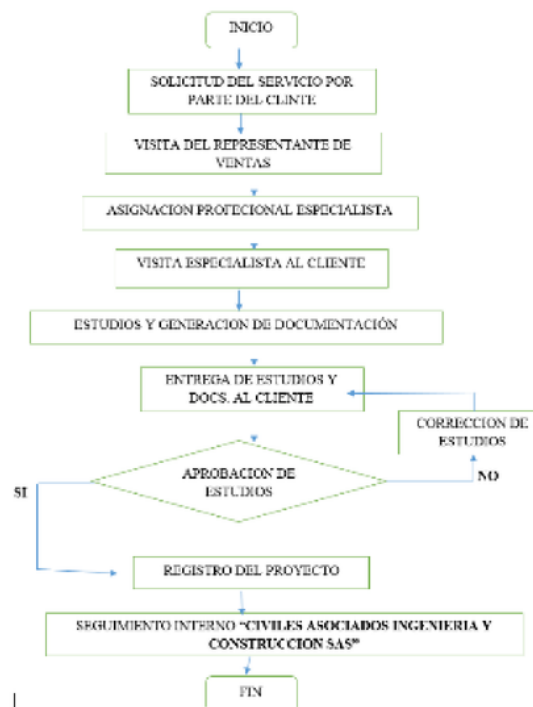 INICIO
SOLICITUD DEL SERVICIO POR
PARTE DEL CLINTE
VISITA DEL REPRESENTANTE DE
VENTAS
ASIGNACION PROFECIONAL ESPECIALISTA
VISITA ESPECIALISTA AL CLIENTE
ESTUDIOS Y GENERACION DE DOCUMENTACIÓN
ENTREGA DE ESTUDIOS Y
DOCS. AL CLIENTE
CORRECCION DE
ESTUDIOS
APROBACION DE
ESTUDIOS
SI
NO
REGISTRO DEL PROYECTO
SEGUIMIENTO INTERNO “CIVILES ASOCIADOS INGENIERIA Y
CONSTRUCCION SAS”
FIN